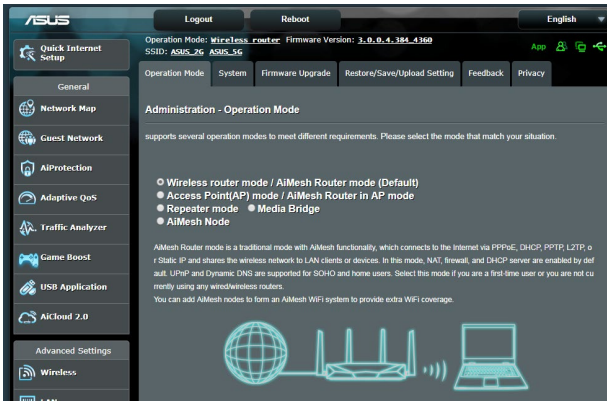 ASUS
Logout
Reboot
English
Operation Mode: Wireless router Firmware Version: 3.0.0.4.384_4360
SSID: ASUS_2G ASUS_5G
App
Quick Internet
Setup
Operation Mode
System
Firmware Upgrade
Restore/Save/Upload Setting
Feedback
Privacy
General
Network Map
Guest Network
AiProtection
Adaptive QoS
Traffic Analyzer
Game Boost
USB Application
AiCloud 2.0
Advanced Settings
Wireless
LAN
Administration - Operation Mode
supports several operation modes to meet different requirements. Please select the mode that match your situation.
Wireless router mode / AiMesh Router mode (Default)
Access Point(AP) mode / AiMesh Router in AP mode
Repeater mode Media Bridge
AiMesh Node
AiMesh Router mode is a traditional mode with AiMesh functionality, which connects to the Internet via PPPoE, DHCP, PPTP, L2TP, o
r Static IP and shares the wireless network to LAN clients or devices. In this mode, NAT, firewall, and DHCP server are enabled by def
ault. UPnP and Dynamic DNS are supported for SOHO and home users. Select this mode if you are a first-time user or you are not cu
rrently using any wired/wireless routers.
You can add AiMesh nodes to form an AiMesh WiFi system to provide extra WiFi coverage.